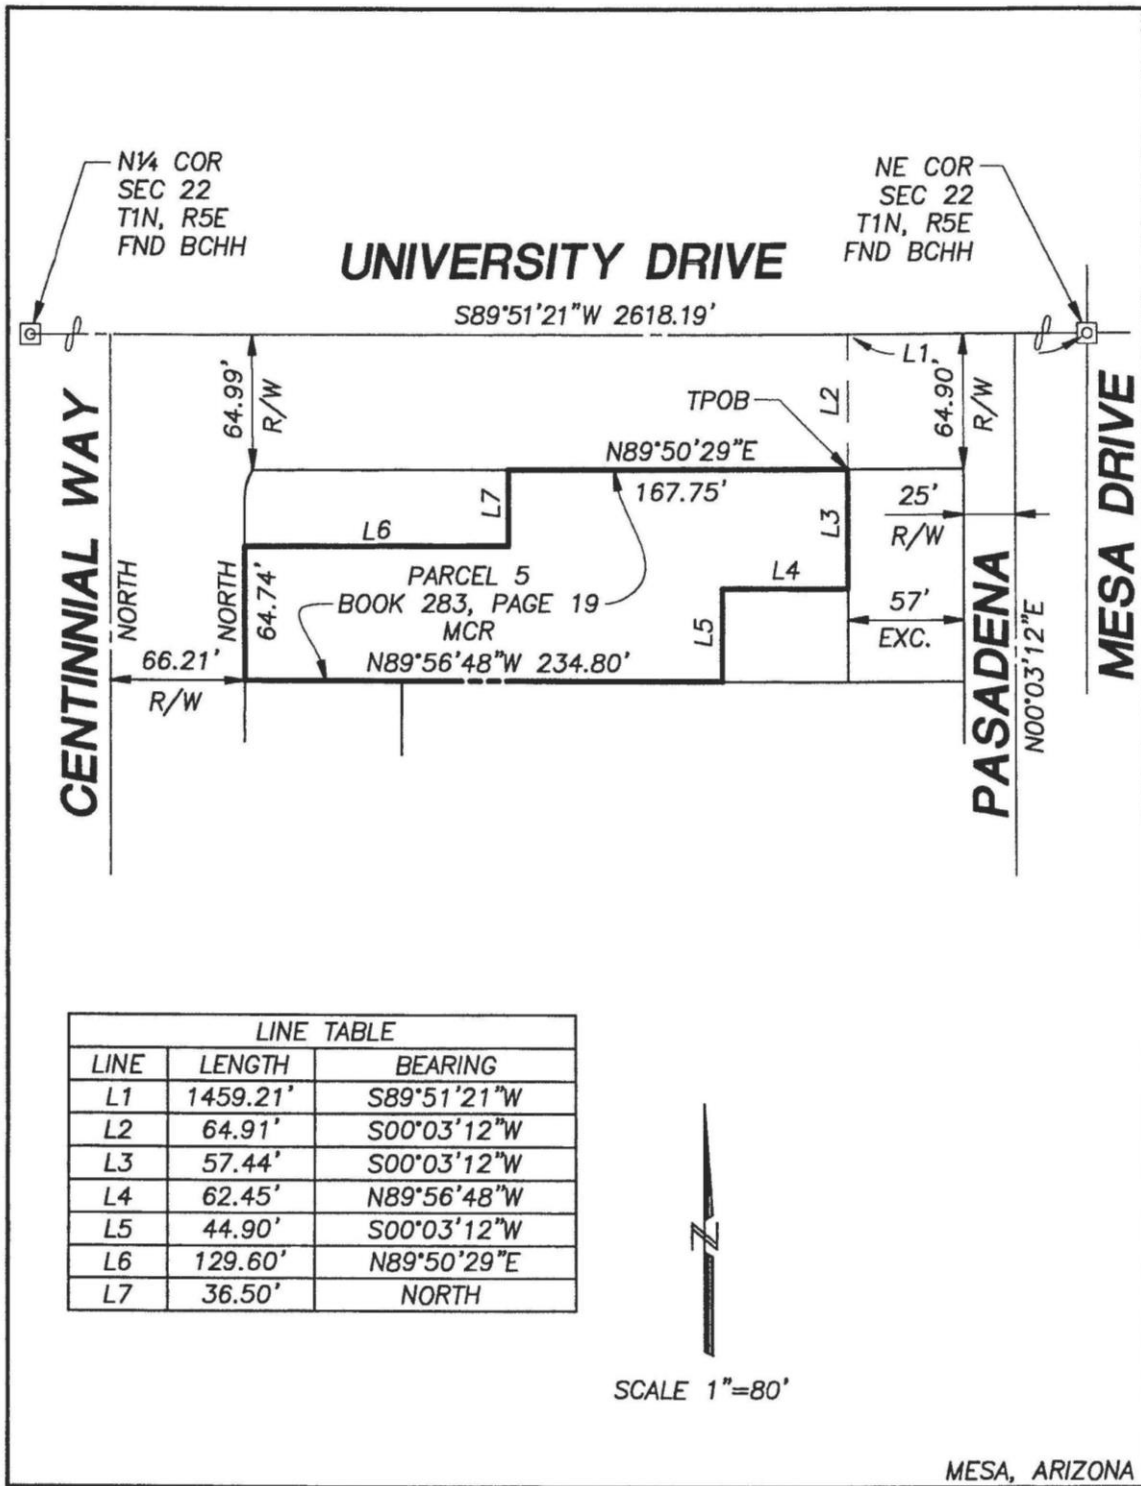 N¼ COR
SEC 22
T1N, R5E
FND BCHH
NE COR
SEC 22
T1N, R5E
FND BCHH
UNIVERSITY DRIVE
S89°51'21"W 2618.19'
L1
64.99'
R/W
TPOB
L2
64.90'
R/W
N89°50'29"E
167.75'
L7
L3
25'
R/W
L6
L4
PARCEL 5
BOOK 283, PAGE 19
MCR
N89°56'48"W 234.80'
L5
57'
EXC.
NORTH
NORTH
64.74'
66.21'
R/W
CENTINNIAL WAY
PASADENA
N00°03'12"E
MESA DRIVE
LINE TABLE
LINE LENGTH BEARING
L1 1459.21' S89°51'21"W
L2 64.91' S00°03'12"W
L3 57.44' S00°03'12"W
L4 62.45' N89°56'48"W
L5 44.90' S00°03'12"W
L6 129.60' N89°50'29"E
L7 36.50' NORTH
N
SCALE 1"=80'
MESA, ARIZONA